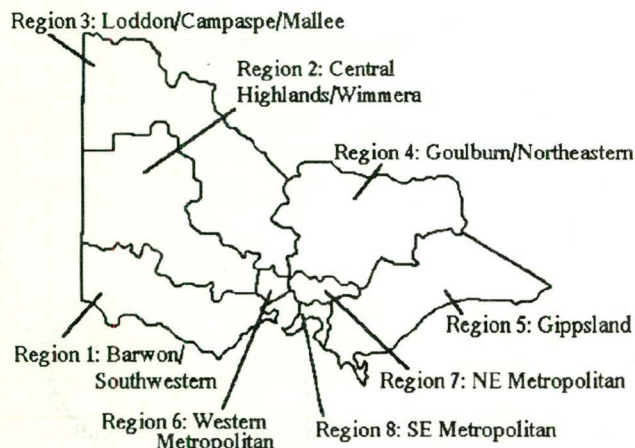 Region 3: Loddon/Campaspe/Mallee
Region 2: Central
Highlands/Wimmera
Region 4: Goulburn/Northeastern
Region 5: Gippsland
Region 1: Barwon/
Southwestern
Region 7: NE Metropolitan
Region 6: Western
Metropolitan
Region 8: SE Metropolitan